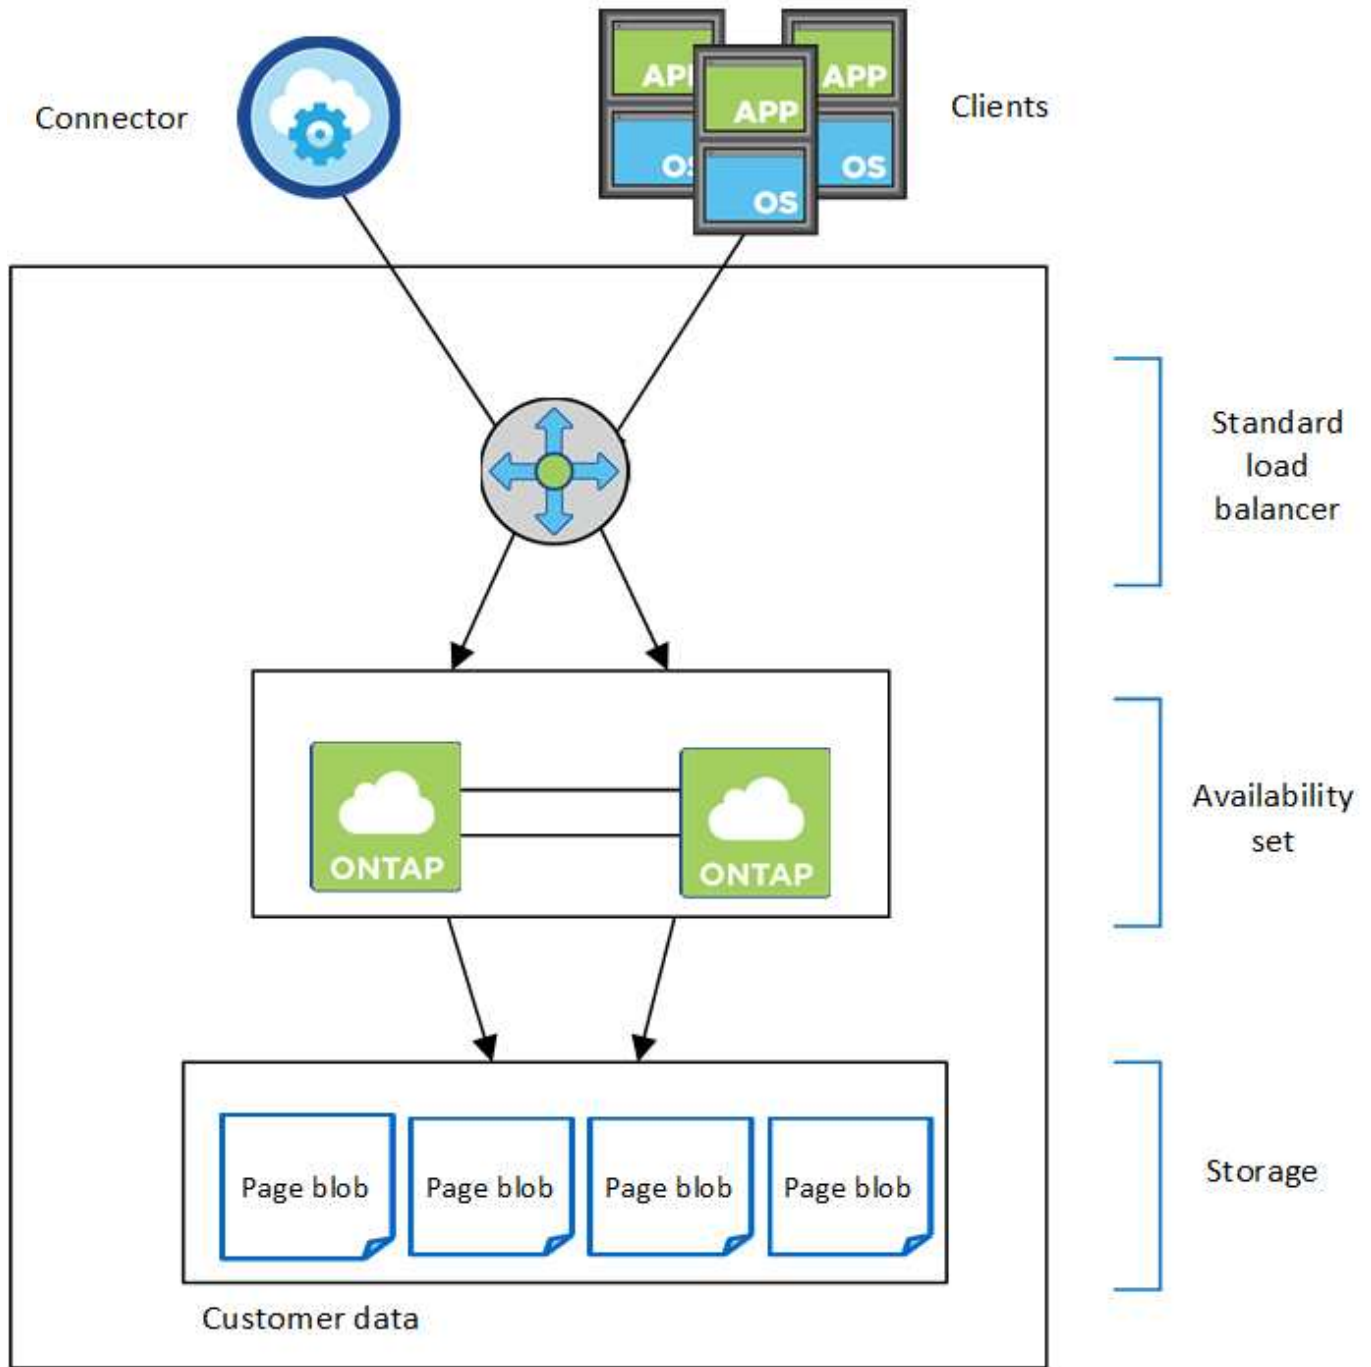 Connector
APP
APP
APP
OS
OS
OS
Clients
Standard
load
balancer
ONTAP
ONTAP
Availability
set
Page blob
Page blob
Page blob
Page blob
Storage
Customer data